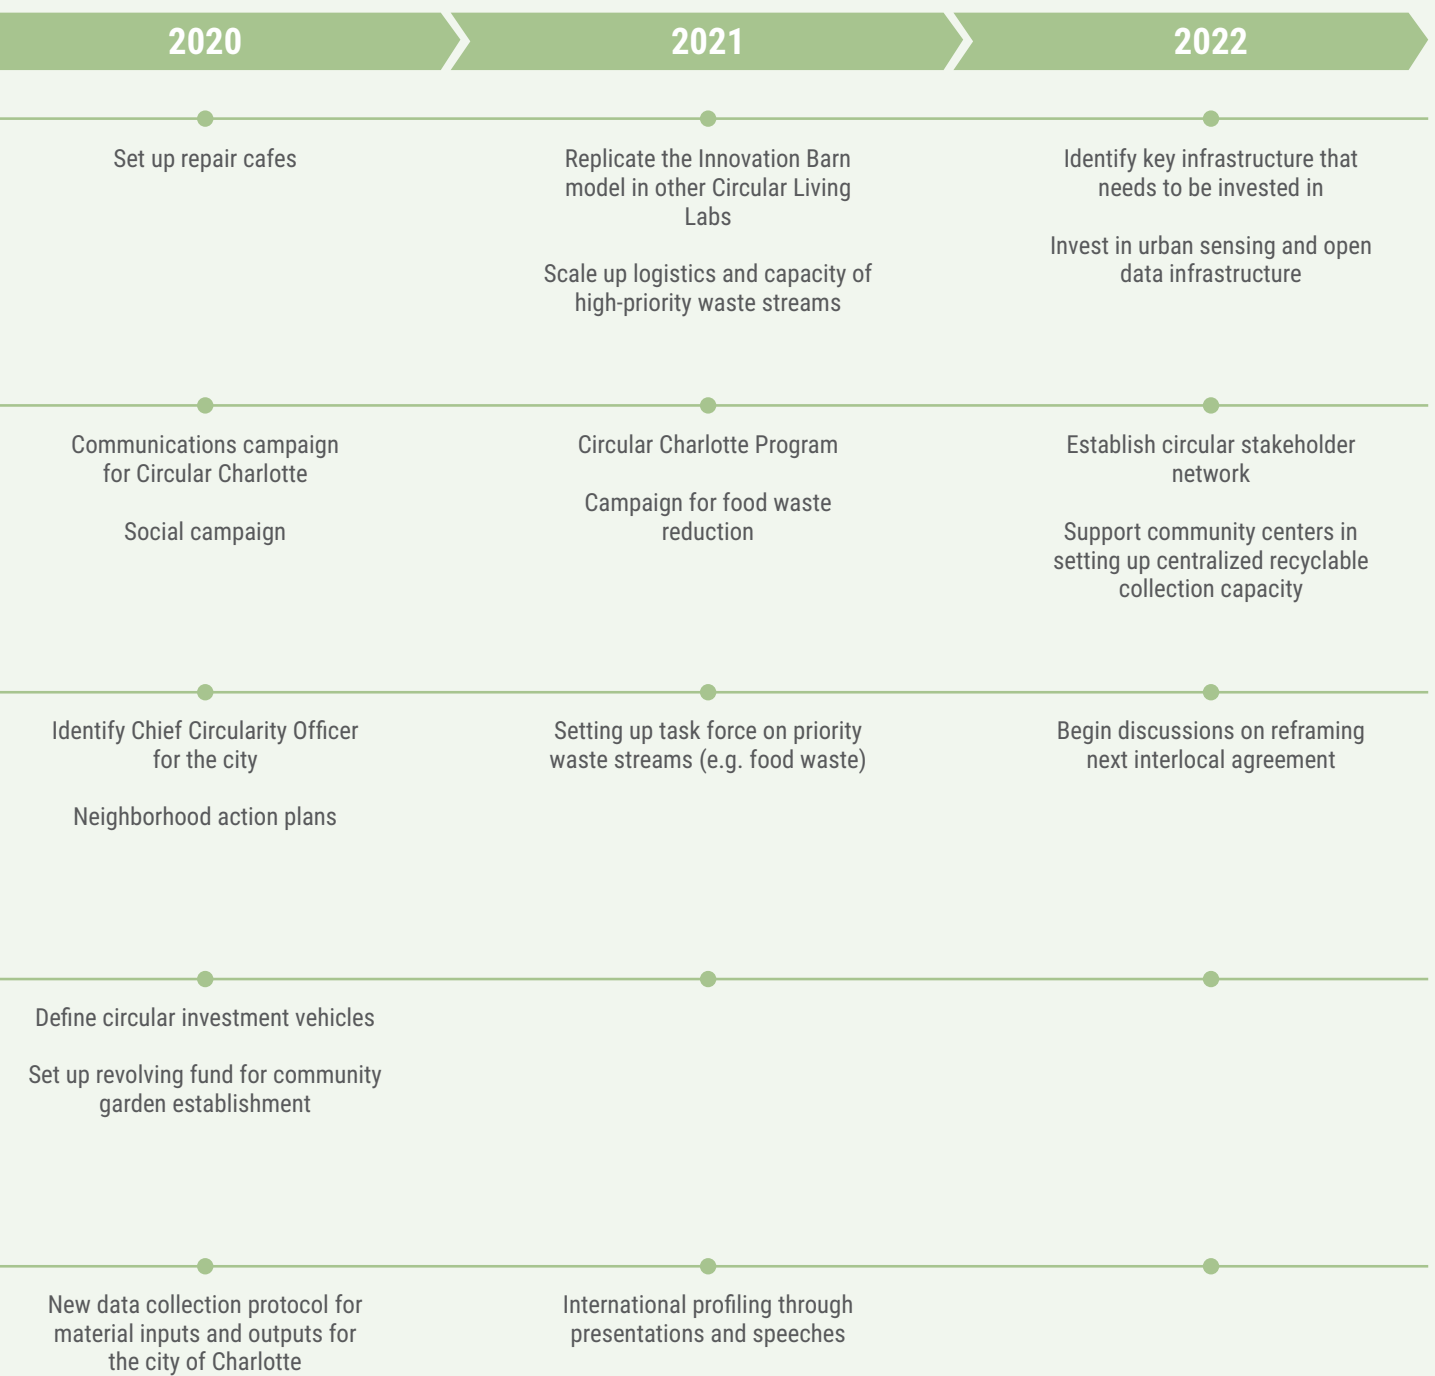 2020
2021
2022
Set up repair cafes
Replicate the Innovation Barn
model in other Circular Living
Labs
Scale up logistics and capacity of
high-priority waste streams
Identify key infrastructure that
needs to be invested in
Invest in urban sensing and open
data infrastructure
Communications campaign
for Circular Charlotte
Social campaign
Circular Charlotte Program
Campaign for food waste
reduction
Establish circular stakeholder
network
Support community centers in
setting up centralized recyclable
collection capacity
Identify Chief Circularity Officer
for the city
Neighborhood action plans
Setting up task force on priority
waste streams (e.g. food waste)
Begin discussions on reframing
next interlocal agreement
Define circular investment vehicles
Set up revolving fund for community
garden establishment
New data collection protocol for
material inputs and outputs for
the city of Charlotte
International profiling through
presentations and speeches